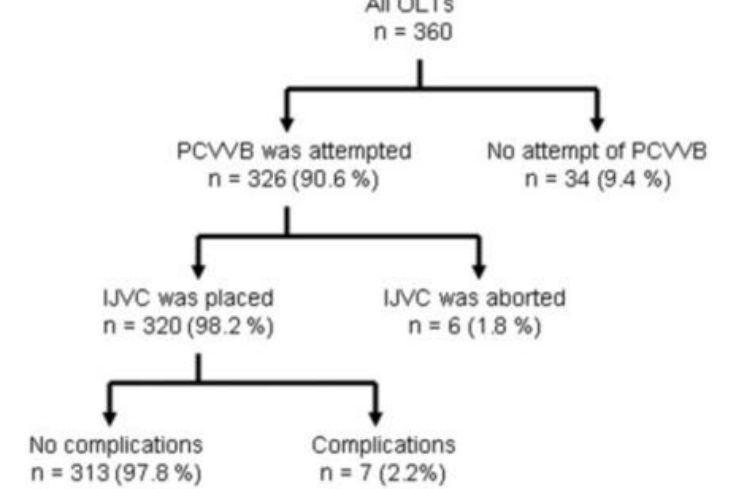 All OLTs
n = 360
PCVVB was attempted
n = 326 (90.6 %)
No attempt of PCVVB
n = 34 (9.4 %)
IJVC was placed
n = 320 (98.2 %)
IJVC was aborted
n = 6 (1.8 %)
No complications
n = 313 (97.8 %)
Complications
n = 7 (2.2%)